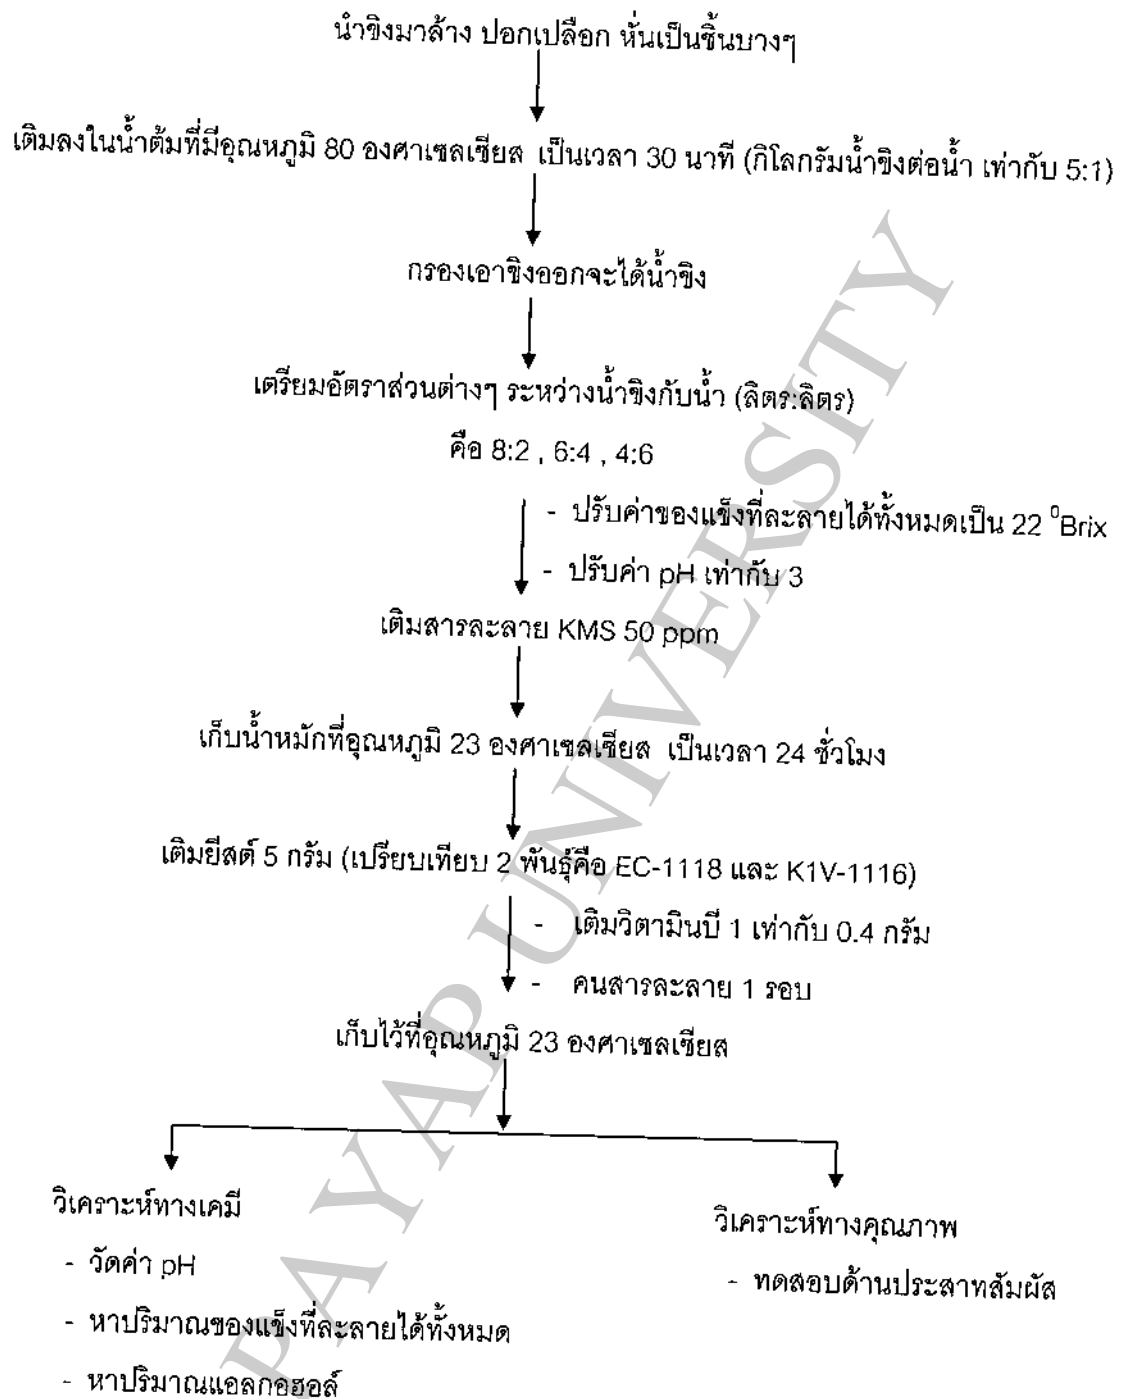 นำขิงมาล้าง ปอกเปลือก หั่นเป็นชิ้นบางๆ
เติมลงในน้ำต้มที่มีอุณหภูมิ 80 องศาเซลเซียส เป็นเวลา 30 นาที (กิโลกรัมน้ำขิงต่อน้ำ เท่ากับ 5:1)
กรองเอาขิงออกจะได้น้ำขิง
เตรียมอัตราส่วนต่างๆ ระหว่างน้ำขิงกับน้ำ (ลิตร:ลิตร)
คือ 8:2 , 6:4 , 4:6
- ปรับค่าของแข็งที่ละลายได้ทั้งหมดเป็น 22 ⁰Brix
- ปรับค่า pH เท่ากับ 3
เติมสารละลาย KMS 50 ppm
เก็บน้ำหมักที่อุณหภูมิ 23 องศาเซลเซียส เป็นเวลา 24 ชั่วโมง
เติมยีสต์ 5 กรัม (เปรียบเทียบ 2 พันธุ์คือ EC-1118 และ K1V-1116)
- เติมวิตามินบี 1 เท่ากับ 0.4 กรัม
- คนสารละลาย 1 รอบ
เก็บไว้ที่อุณหภูมิ 23 องศาเซลเซียส
วิเคราะห์ทางเคมี
- วัดค่า pH
- หาปริมาณของแข็งที่ละลายได้ทั้งหมด
- หาปริมาณแอลกอฮอล์
วิเคราะห์ทางคุณภาพ
- ทดสอบด้านประสาทสัมผัส
PAYAP UNIVERSITY